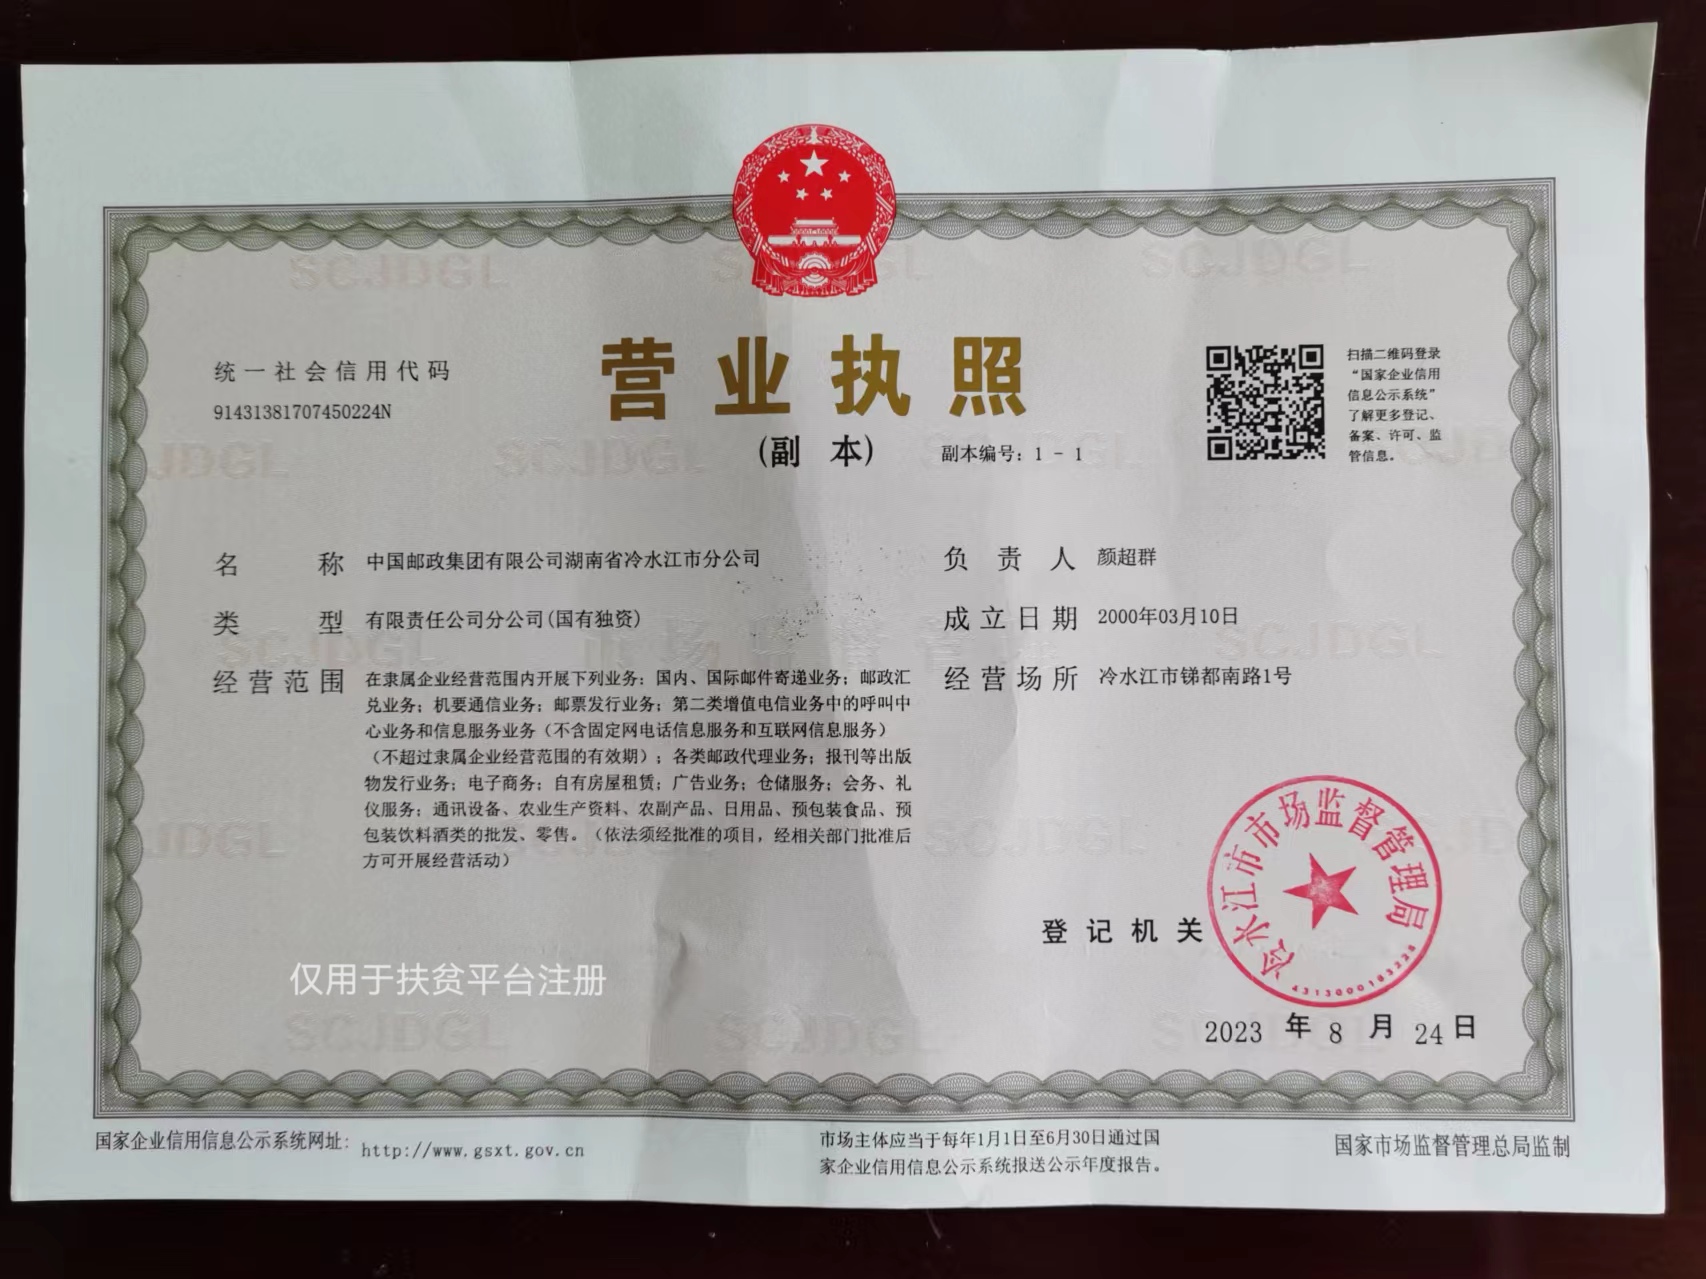 营业执照
(副 本)
副本编号：1 - 1
统一社会信用代码
91431381707450224N
扫描二维码登录
“国家企业信用
信息公示系统”
了解更多登记、
备案、许可、监
管信息。
名 称 中国邮政集团有限公司湖南省冷水江市分公司
类 型 有限责任公司分公司(国有独资)
经营范围 在隶属企业经营范围内开展下列业务：国内、国际邮件寄递业务；邮政汇
兑业务；机要通信业务；邮票发行业务；第二类增值电信业务中的呼叫中
心业务和信息服务业务（不含固定网电话信息服务和互联网信息服务）
（不超过隶属企业经营范围的有效期）；各类邮政代理业务；报刊等出版
物发行业务；电子商务；自有房屋租赁；广告业务；仓储服务；会务、礼
仪服务；通讯设备、农业生产资料、农副产品、日用品、预包装食品、预
包装饮料酒类的批发、零售。（依法须经批准的项目，经相关部门批准后
方可开展经营活动）
负 责 人 颜超群
成立日期 2000年03月10日
经营场所 冷水江市锑都南路1号
登记机关
冷水江市市场监督管理局
2023 年 8 月 24 日
仅用于扶贫平台注册
国家企业信用信息公示系统网址：http://www.gsxt.gov.cn
市场主体应当于每年1月1日至6月30日通过国
家企业信用信息公示系统报送公示年度报告。
国家市场监督管理总局监制